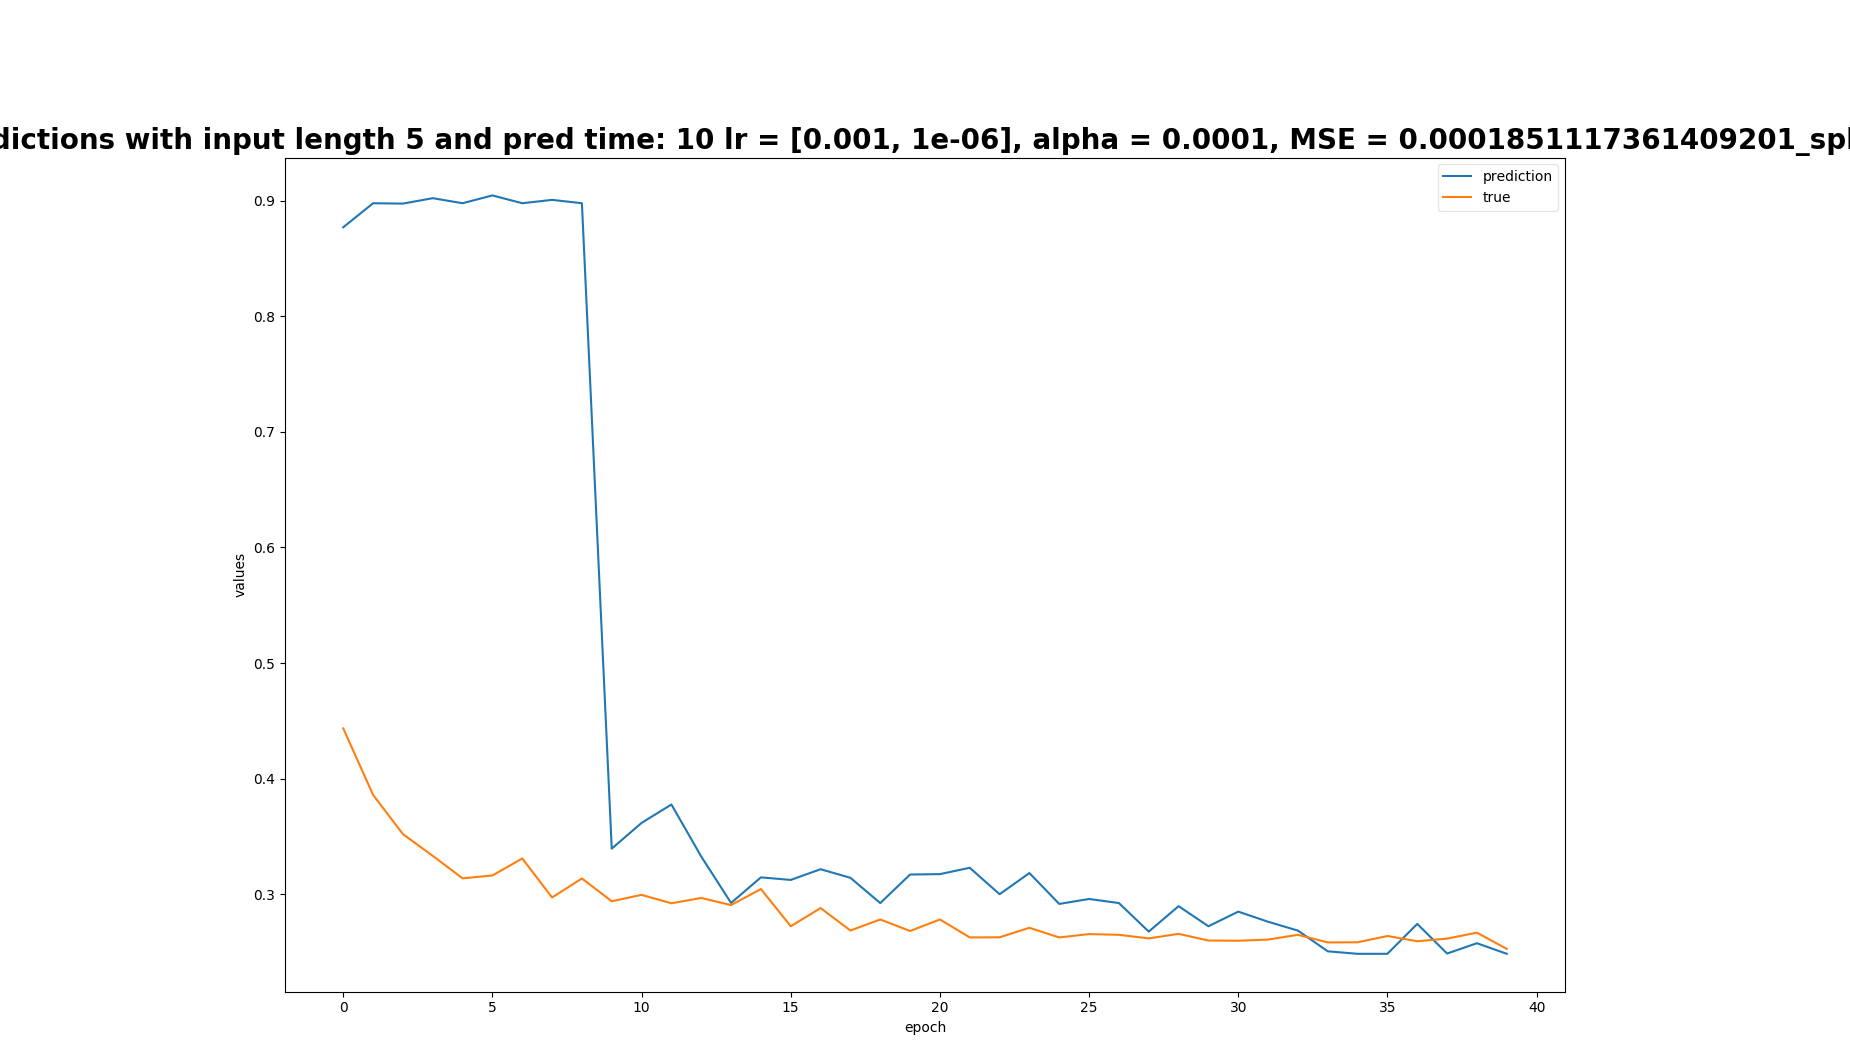 dictions with input length 5 and pred time: 10 lr = [0.001, 1e-06], alpha = 0.0001, MSE = 0.0001851117361409201_spl
prediction
true
0.9
0.8
0.7
0.6
0.5
0.4
0.3
values
0 5 10 15 20 25 30 35 40
epoch